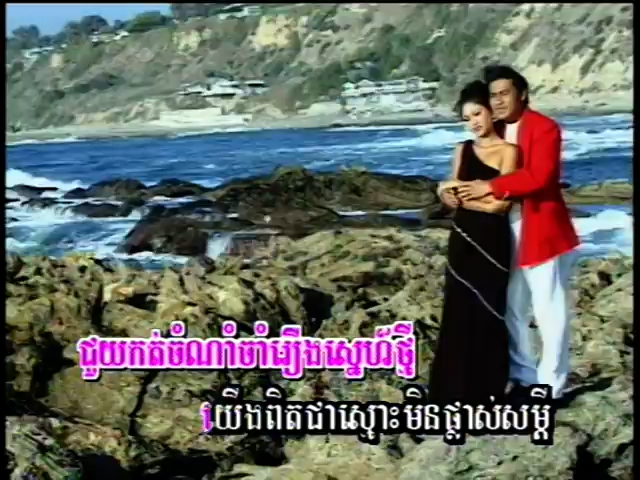 ជួយកត់ចំណាំចាំរឿងស្នេហ៍ថ្មី
យើងពិតជាស្មោះមិនផ្លាស់សម្តី